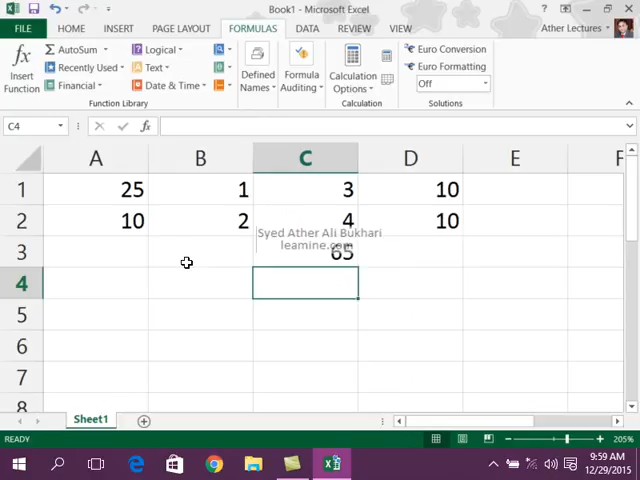 Book1 - Microsoft Excel
FILE HOME INSERT PAGE LAYOUT FORMULAS DATA REVIEW VIEW Ather Lectures
fx Insert Function
Σ AutoSum
Recently Used
Financial
Logical
Text
Date & Time
Function Library
Defined Names
Formula Auditing
Calculation Options
Calculation
Euro Conversion
Euro Formatting
Off
Solutions
C4 fx
A B C D E F
1 25 1 3 10
2 10 2 4 10
Syed Ather Ali Bukhari
learnine.com
3 65
4
5
6
7
8
Sheet1
READY 205%
9:59 AM
12/29/2015